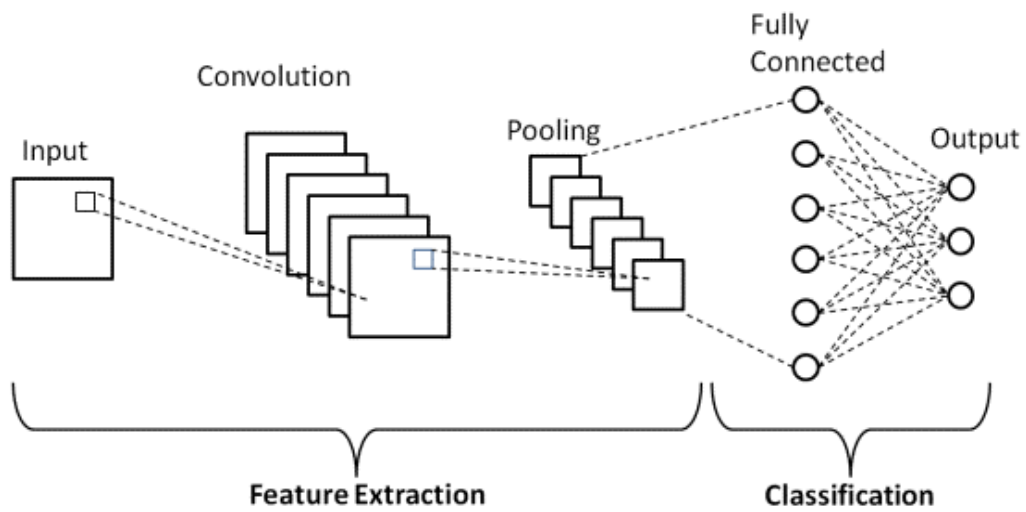 Input
Convolution
Pooling
Fully
Connected
Output
Feature Extraction
Classification